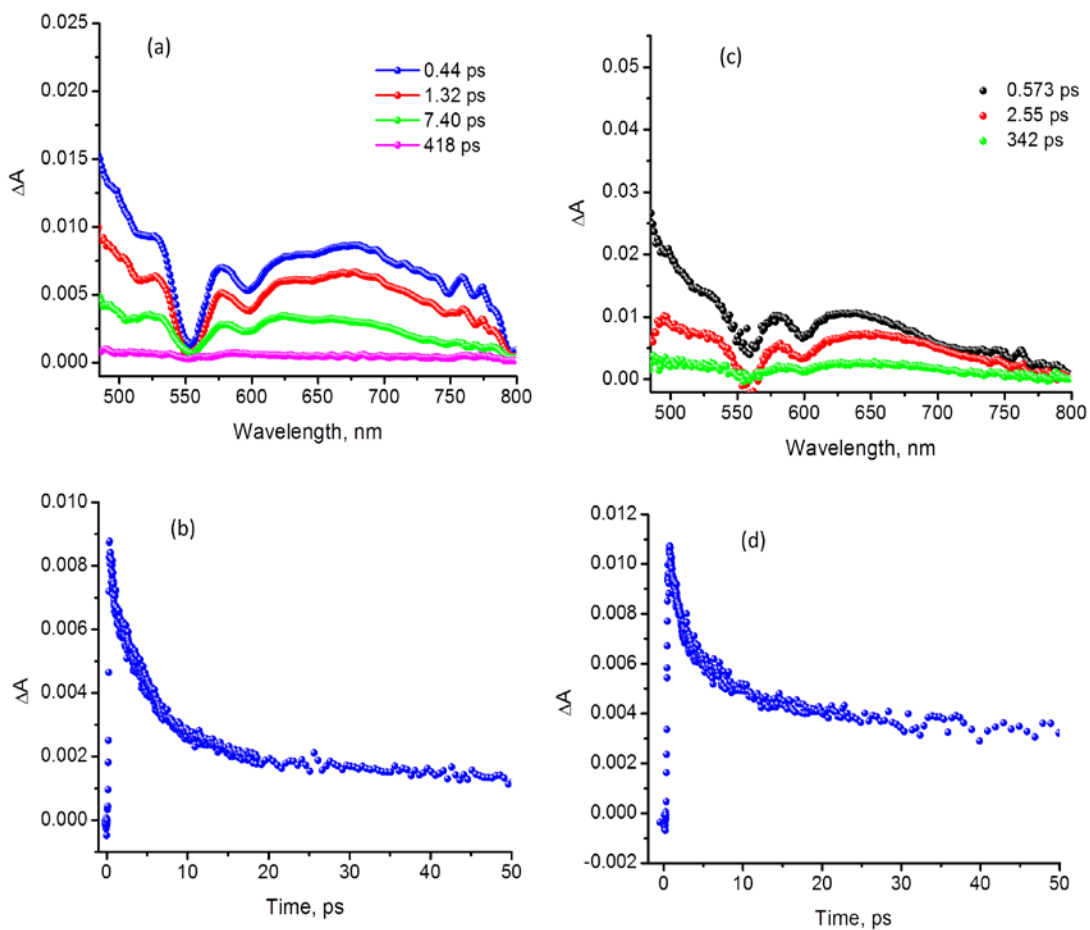 (a)
0.025
0.020
0.015
0.010
0.005
0.000
ΔA
0.44 ps
1.32 ps
7.40 ps
418 ps
500 550 600 650 700 750 800
Wavelength, nm
(c)
0.05
0.04
0.03
0.02
0.01
0.00
ΔA
0.573 ps
2.55 ps
342 ps
500 550 600 650 700 750 800
Wavelength, nm
(b)
0.010
0.008
0.006
0.004
0.002
0.000
ΔA
0 10 20 30 40 50
Time, ps
(d)
0.012
0.010
0.008
0.006
0.004
0.002
0.000
-0.002
ΔA
0 10 20 30 40 50
Time, ps